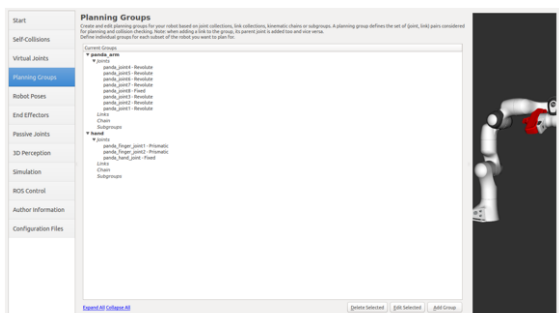 Start
Self-Collisions
Virtual Joints
Planning Groups
Robot Poses
End Effectors
Passive Joints
3D Perception
Simulation
ROS Control
Author Information
Configuration Files
Planning Groups
Create and edit planning groups for your robot based on joint collections, link collections, kinematic chains or subgroups. A planning group defines the set of (joint, link) pairs considered
for planning and collision checking. Note: when adding a link to the group, its parent joint is added too and vice versa.
Define individual groups for each subset of the robot you want to plan for.
Current Groups
panda_arm
Joints
panda_joint4 - Revolute
panda_joint5 - Revolute
panda_joint6 - Revolute
panda_joint7 - Revolute
panda_joint8 - Fixed
panda_joint3 - Revolute
panda_joint2 - Revolute
panda_joint1 - Revolute
Links
Chain
Subgroups
hand
Joints
panda_finger_joint1 - Prismatic
panda_finger_joint2 - Prismatic
panda_hand_joint - Fixed
Links
Chain
Subgroups
Expand All Collapse All
Delete Selected
Edit Selected
Add Group